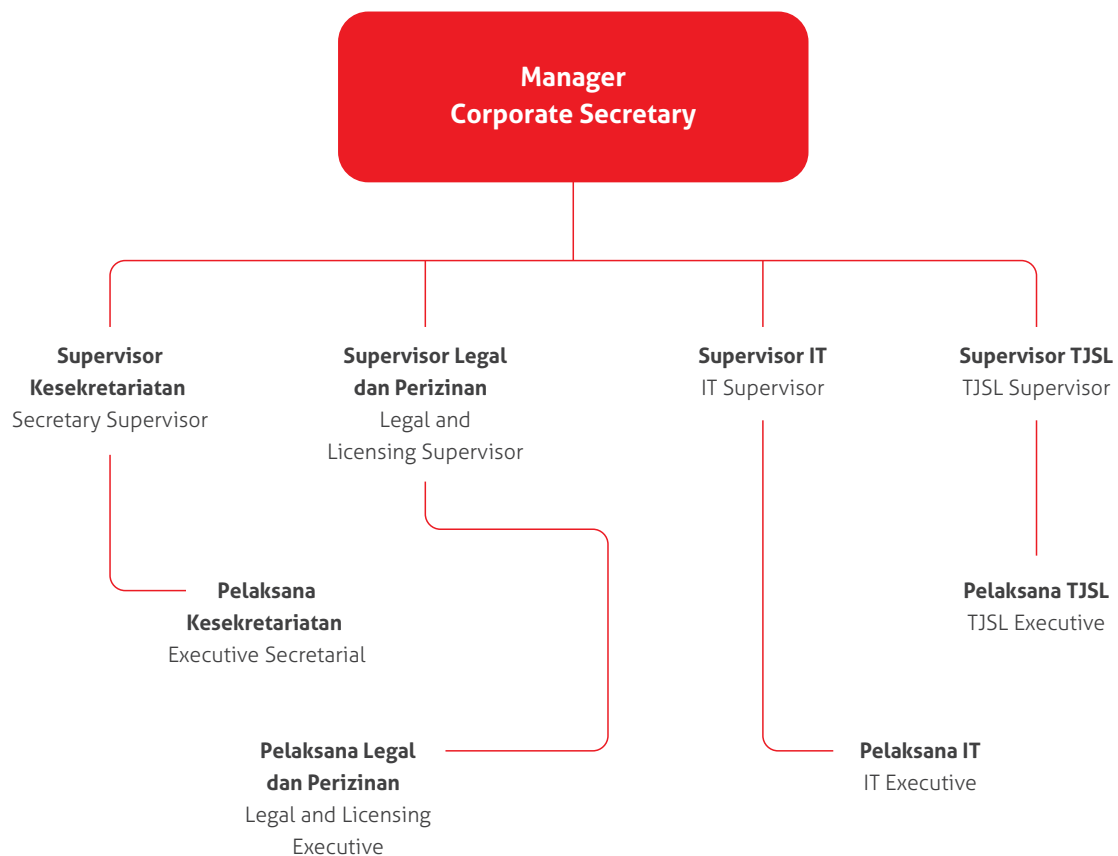 Manager
Corporate Secretary
Supervisor
Kesekretariatan
Secretary Supervisor
Supervisor Legal
dan Perizinan
Legal and
Licensing Supervisor
Supervisor IT
IT Supervisor
Supervisor TJSL
TJSL Supervisor
Pelaksana
Kesekretariatan
Executive Secretarial
Pelaksana TJSL
TJSL Executive
Pelaksana Legal
dan Perizinan
Legal and Licensing
Executive
Pelaksana IT
IT Executive